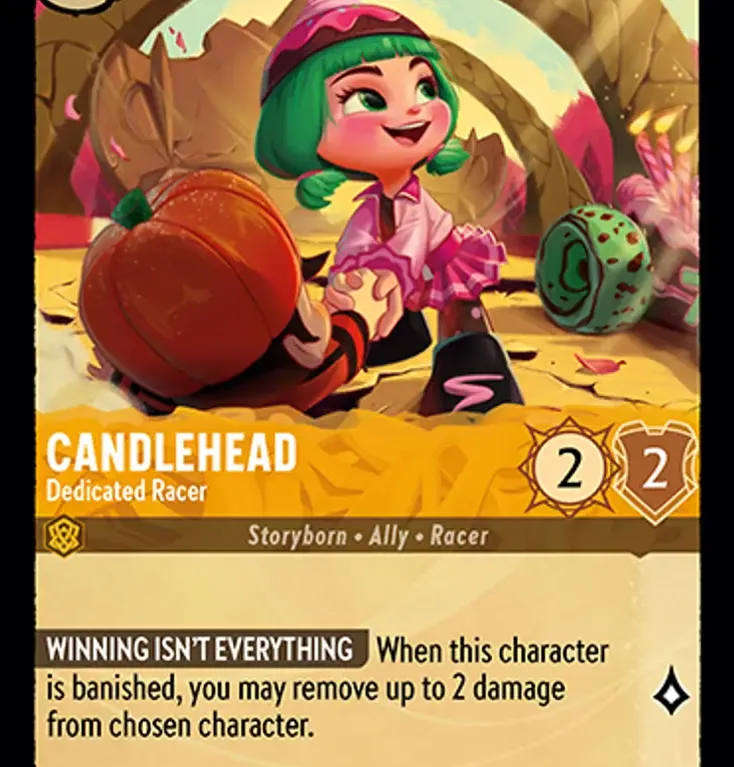 CANDLEHEAD
Dedicated Racer
2
2
Storyborn • Ally • Racer
WINNING ISN'T EVERYTHING When this character
is banished, you may remove up to 2 damage
from chosen character.